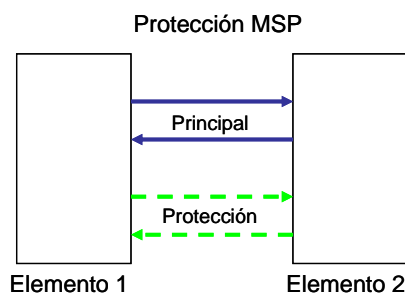 Protección MSP
Principal
Protección
Elemento 1
Elemento 2